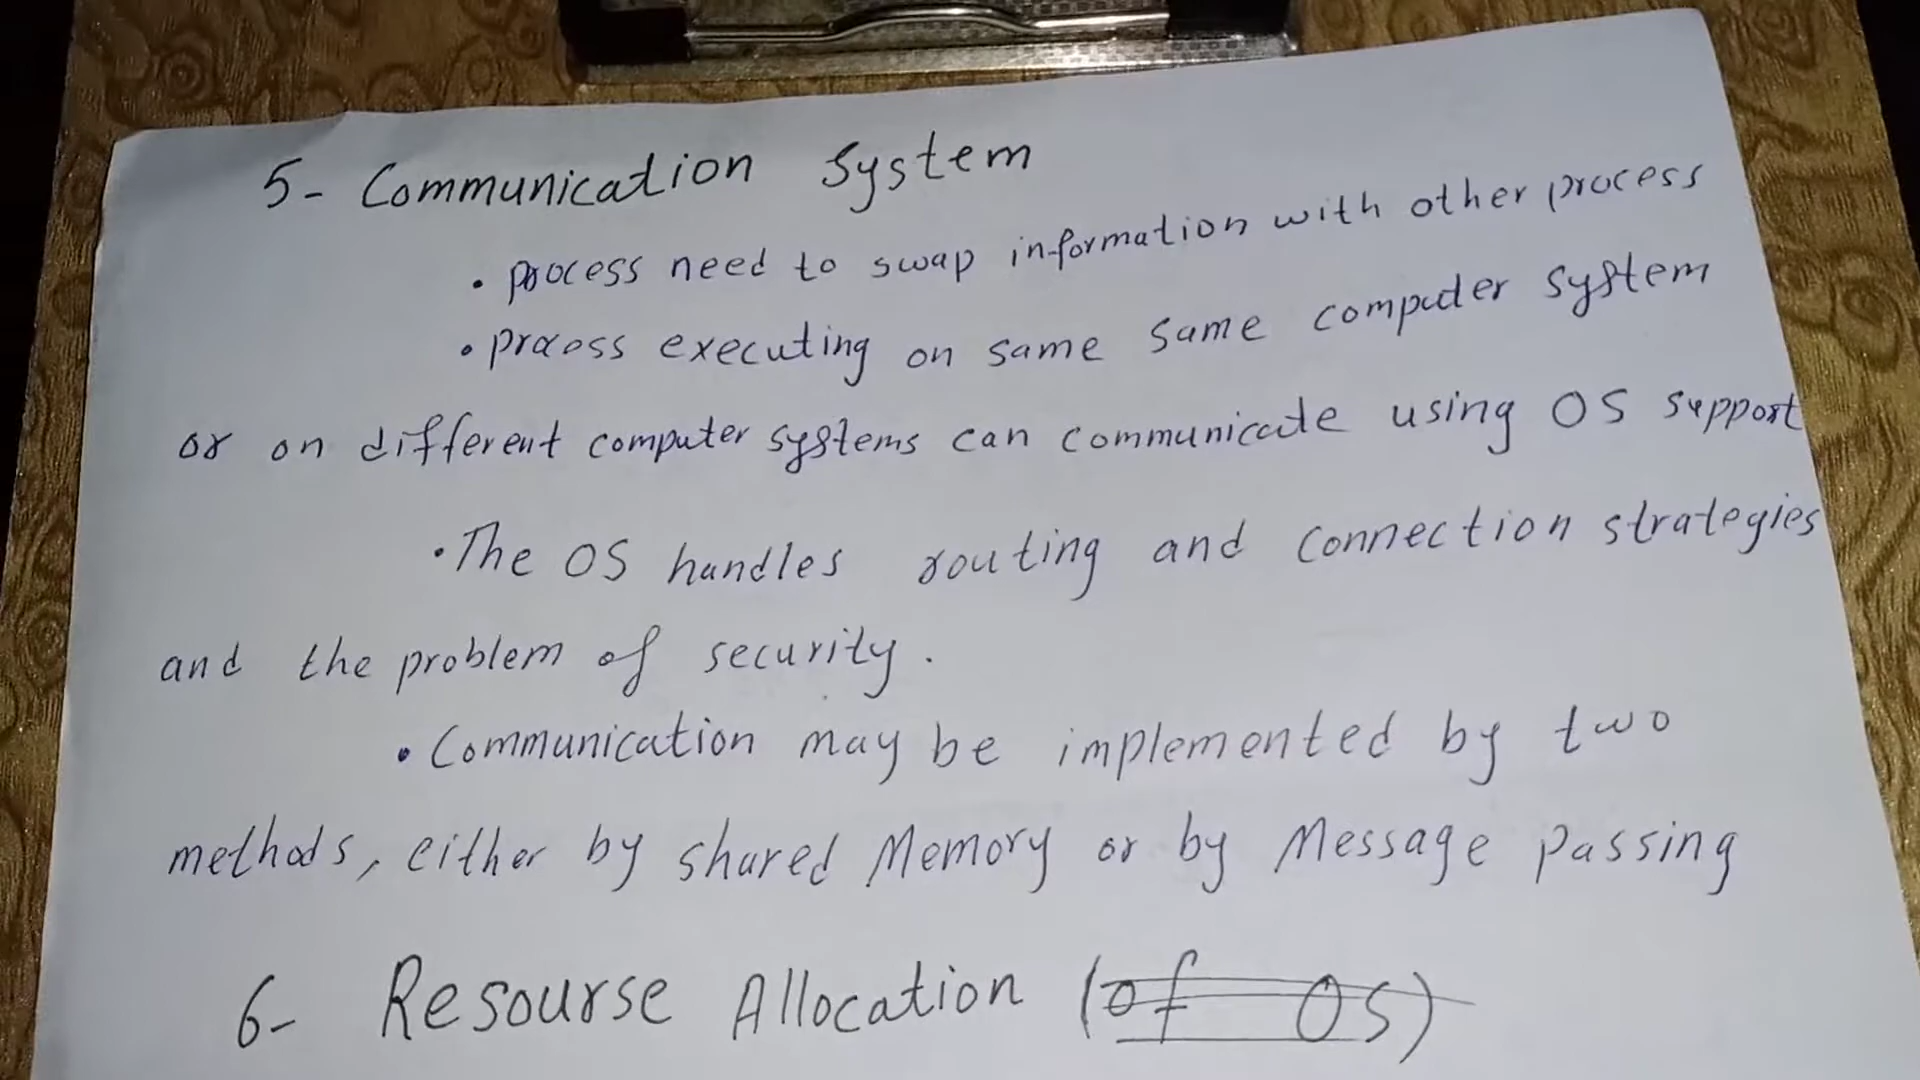 5- Communication System
• process need to swap information with other process
• process executing on same same computer system
or on different computer systems can communicate using OS support
• The OS handles routing and connection strategies
and the problem of security.
• Communication may be implemented by two
methods, either by shared Memory or by Message passing
6- Resourse Allocation (of OS)